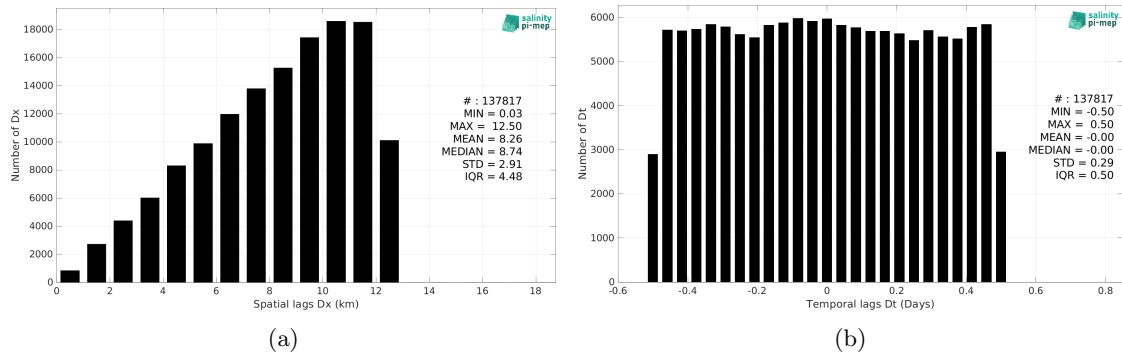 18000
16000
14000
12000
10000
8000
6000
4000
2000
0
Number of Dx
0 2 4 6 8 10 12 14 16 18
Spatial lags Dx (km)
salinity
pi-mep
# : 137817
MIN = 0.03
MAX = 12.50
MEAN = 8.26
MEDIAN = 8.74
STD = 2.91
IQR = 4.48
(a)
6000
5000
4000
3000
2000
1000
0
Number of Dt
-0.6 -0.4 -0.2 0 0.2 0.4 0.6 0.8
Temporal lags Dt (Days)
salinity
pi-mep
# : 137817
MIN = -0.50
MAX = 0.50
MEAN = -0.00
MEDIAN = -0.00
STD = 0.29
IQR = 0.50
(b)